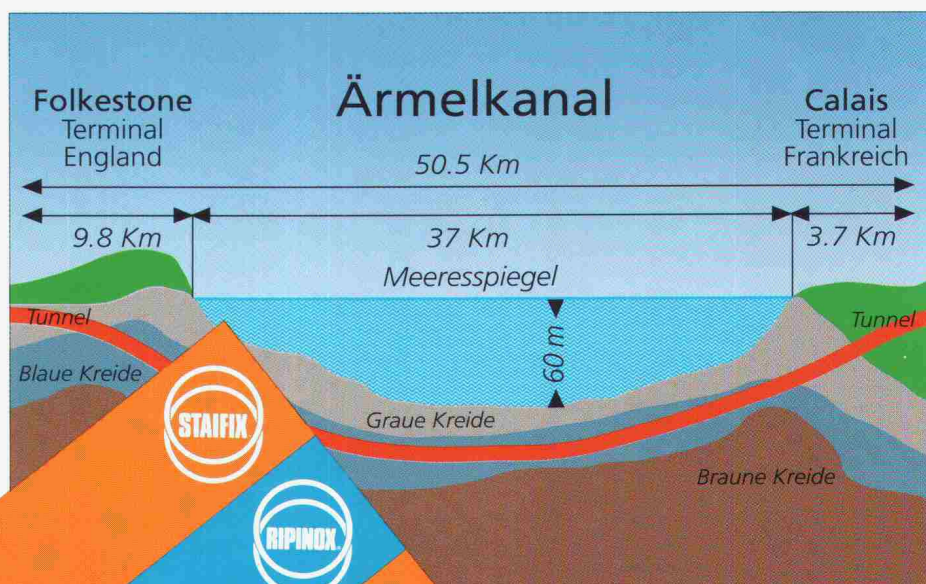 Ärmelkanal
Folkestone
Terminal
England
Calais
Terminal
Frankreich
50.5 Km
9.8 Km
37 Km
3.7 Km
Meeresspiegel
Tunnel
60 m
Tunnel
Blaue Kreide
Graue Kreide
Braune Kreide
STAIFIX
RIPINOX®